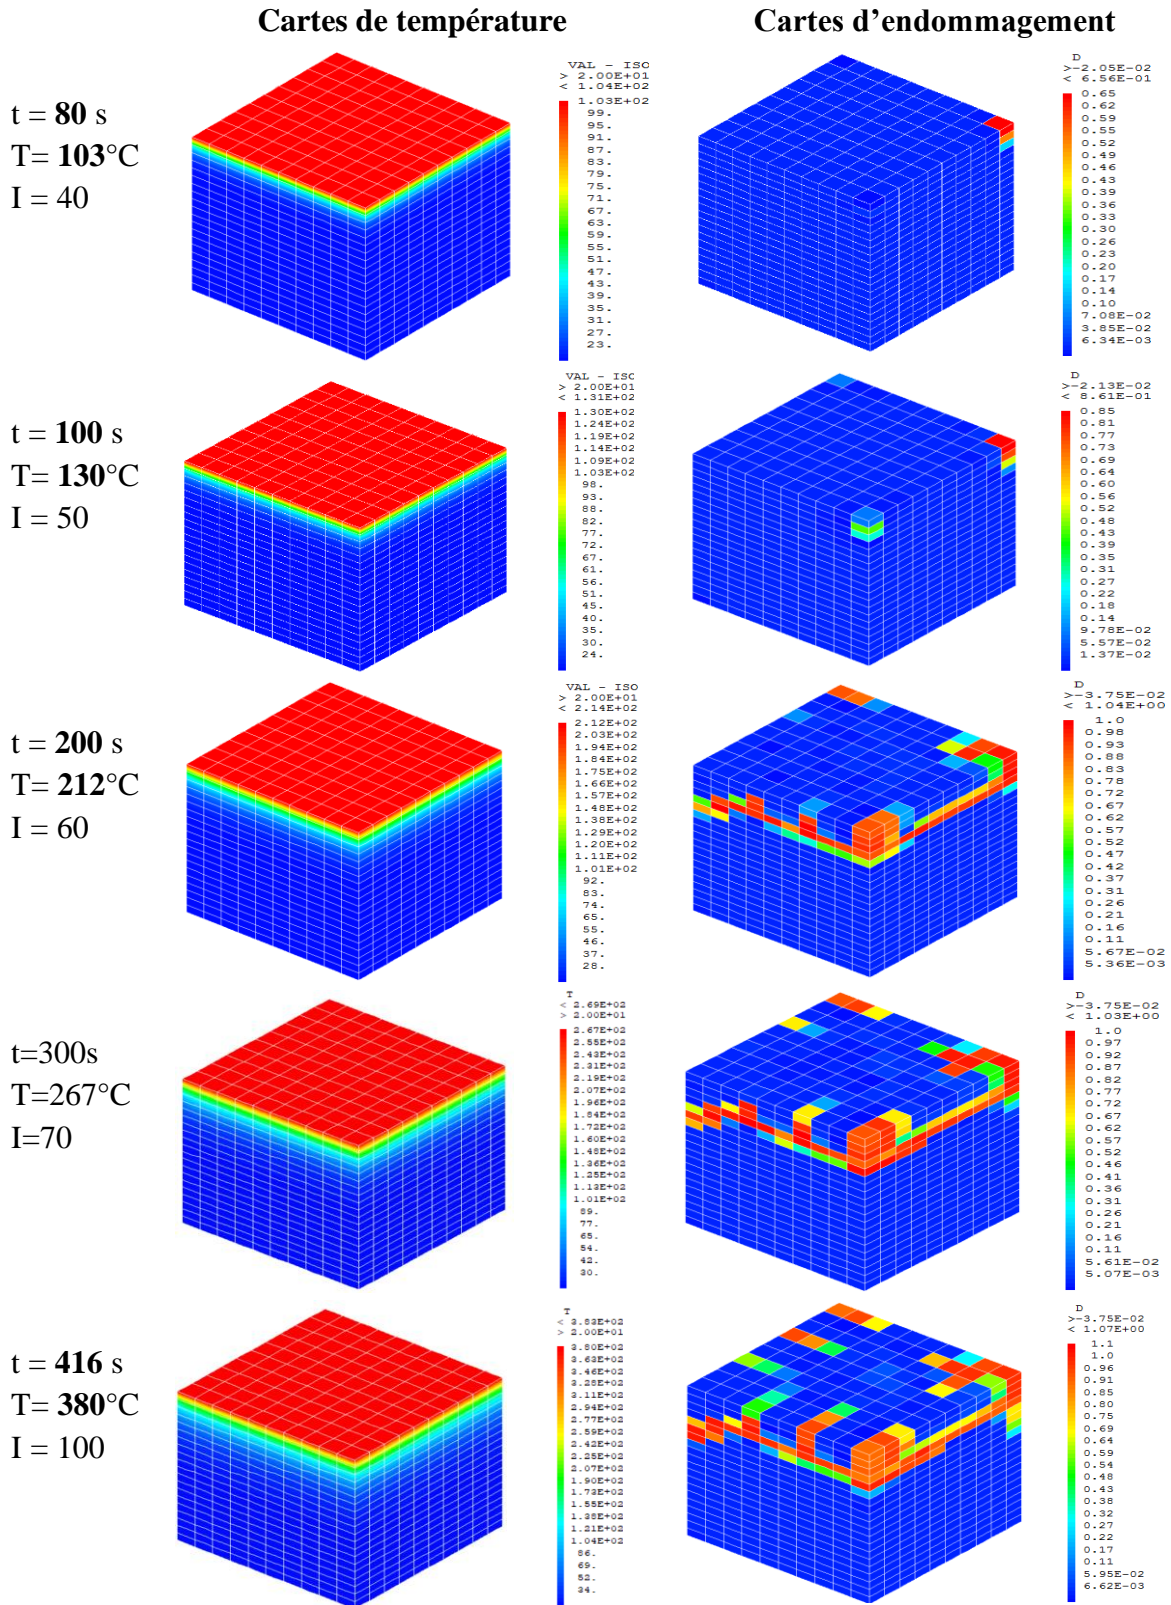 Cartes de température
Cartes d’endommagement
t = 80 s
T= 103°C
I = 40
VAL - ISO
> 2.00E+01
< 1.04E+02
1.03E+02
99.
95.
91.
87.
83.
79.
75.
71.
67.
63.
59.
55.
51.
47.
43.
39.
35.
31.
27.
23.
D
>-2.05E-02
< 6.56E-01
0.65
0.62
0.59
0.55
0.52
0.49
0.46
0.43
0.39
0.36
0.33
0.30
0.26
0.23
0.20
0.17
0.14
0.10
7.08E-02
3.85E-02
6.34E-03
t = 100 s
T= 130°C
I = 50
VAL - ISO
> 2.00E+01
< 1.31E+02
1.30E+02
1.24E+02
1.19E+02
1.14E+02
1.09E+02
1.03E+02
98.
93.
88.
82.
77.
72.
67.
61.
56.
51.
45.
40.
35.
30.
24.
D
>-2.13E-02
< 8.61E-01
0.85
0.81
0.77
0.73
0.69
0.64
0.60
0.56
0.52
0.48
0.43
0.39
0.35
0.31
0.27
0.22
0.18
0.14
9.78E-02
5.57E-02
1.37E-02
t = 200 s
T= 212°C
I = 60
VAL - ISO
> 2.00E+01
< 2.14E+02
2.12E+02
2.03E+02
1.94E+02
1.84E+02
1.75E+02
1.66E+02
1.57E+02
1.48E+02
1.38E+02
1.29E+02
1.20E+02
1.11E+02
1.01E+02
92.
83.
74.
65.
55.
46.
37.
28.
D
>-3.75E-02
< 1.04E+00
1.0
0.98
0.93
0.88
0.83
0.78
0.72
0.67
0.62
0.57
0.52
0.47
0.42
0.37
0.31
0.26
0.21
0.16
0.11
5.67E-02
5.36E-03
t=300s
T=267°C
I=70
T
< 2.69E+02
> 2.00E+01
2.67E+02
2.55E+02
2.43E+02
2.31E+02
2.19E+02
2.07E+02
1.96E+02
1.84E+02
1.72E+02
1.60E+02
1.48E+02
1.36E+02
1.25E+02
1.13E+02
1.01E+02
89.
77.
65.
54.
42.
30.
D
>-3.75E-02
< 1.03E+00
1.0
0.97
0.92
0.87
0.82
0.77
0.72
0.67
0.62
0.57
0.52
0.46
0.41
0.36
0.31
0.26
0.21
0.16
0.11
5.61E-02
5.07E-03
t = 416 s
T= 380°C
I = 100
T
< 3.83E+02
> 2.00E+01
3.80E+02
3.63E+02
3.46E+02
3.28E+02
3.11E+02
2.94E+02
2.77E+02
2.59E+02
2.42E+02
2.25E+02
2.07E+02
1.90E+02
1.73E+02
1.55E+02
1.38E+02
1.21E+02
1.04E+02
86.
69.
52.
34.
D
>-3.75E-02
< 1.07E+00
1.1
1.0
0.96
0.91
0.85
0.80
0.75
0.69
0.64
0.59
0.54
0.48
0.43
0.38
0.32
0.27
0.22
0.17
0.11
5.95E-02
6.62E-03